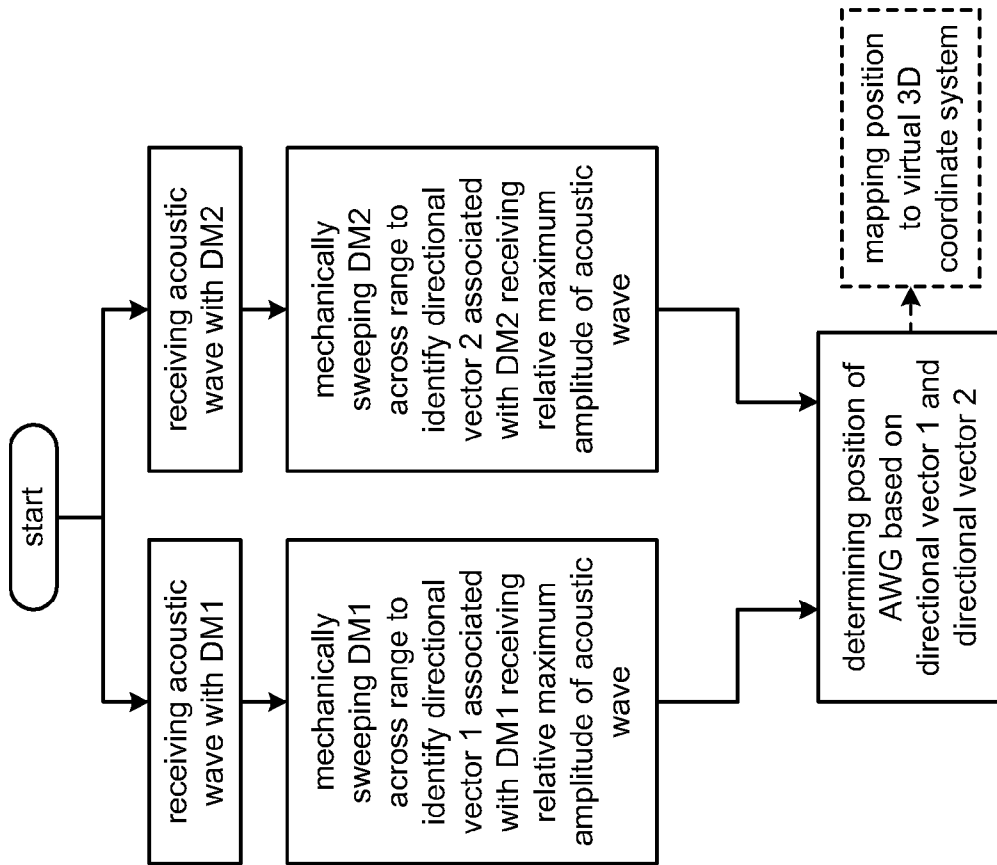 start
receiving acoustic
wave with DM1
mechanically
sweeping DM1
across range to
identify directional
vector 1 associated
with DM1 receiving
relative maximum
amplitude of acoustic
wave
receiving acoustic
wave with DM2
mechanically
sweeping DM2
across range to
identify directional
vector 2 associated
with DM2 receiving
relative maximum
amplitude of acoustic
wave
determining position of
AWG based on
directional vector 1 and
directional vector 2
mapping position
to virtual 3D
coordinate system